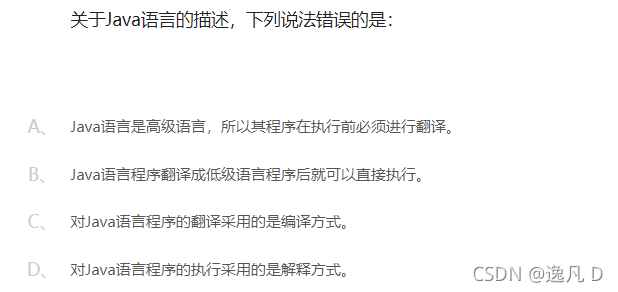 关于Java语言的描述，下列说法错误的是：
A、 Java语言是高级语言，所以其程序在执行前必须进行翻译。
B、 Java语言程序翻译成低级语言程序后就可以直接执行。
C、 对Java语言程序的翻译采用的是编译方式。
D、 对Java语言程序的执行采用的是解释方式。
CSDN @逸凡 D